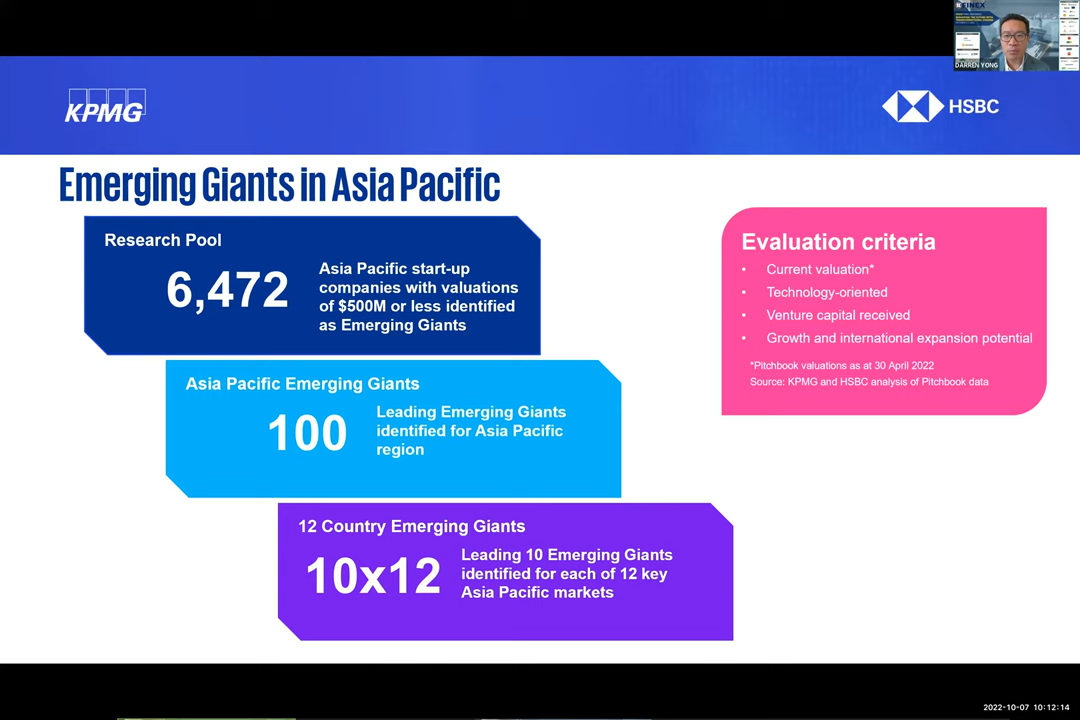 FINEX
DARREN YONG
KPMG
HSBC
Emerging Giants in Asia Pacific
Research Pool
6,472
Asia Pacific start-up
companies with valuations
of $500M or less identified
as Emerging Giants
Asia Pacific Emerging Giants
100
Leading Emerging Giants
identified for Asia Pacific
region
12 Country Emerging Giants
10x12
Leading 10 Emerging Giants
identified for each of 12 key
Asia Pacific markets
Evaluation criteria
• Current valuation*
• Technology-oriented
• Venture capital received
• Growth and international expansion potential
*Pitchbook valuations as at 30 April 2022
Source: KPMG and HSBC analysis of Pitchbook data
2022-10-07 10:12:14